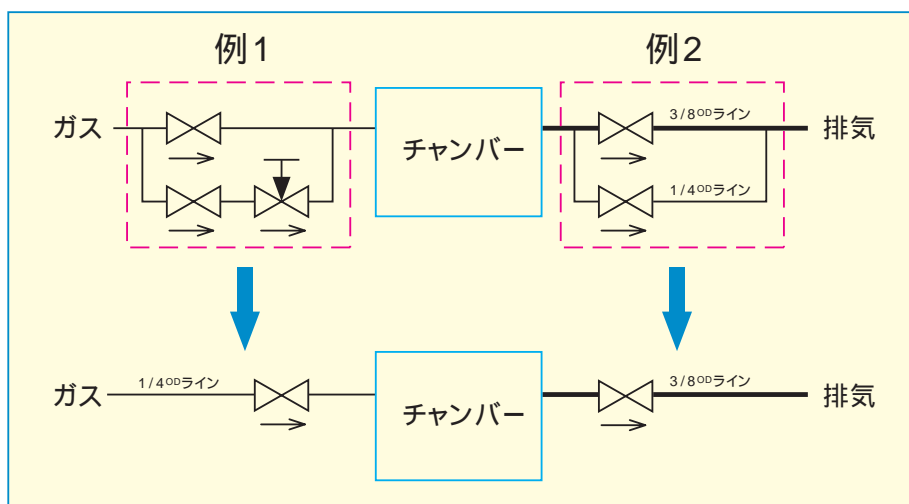 例1
例2
ガス
チャンバー
3/8ODライン
排気
1/4ODライン
ガス
1/4ODライン
チャンバー
3/8ODライン
排気